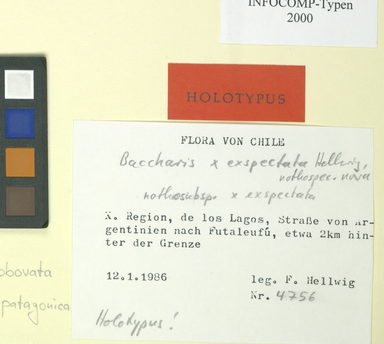 INFOCOMP-Typen
2000
HOLOTYPUS
FLORA VON CHILE
Baccharis x exspectata Hellwig,
nothospec. nova
nothosubsp. x exspectata
X. Region, de los Lagos, Straße von Ar-
gentinien nach Futaleufú, etwa 2km hin-
ter der Grenze
12.1.1986
leg. F. Hellwig
Nr. 4756
Holotypus!
obovata
patagonica